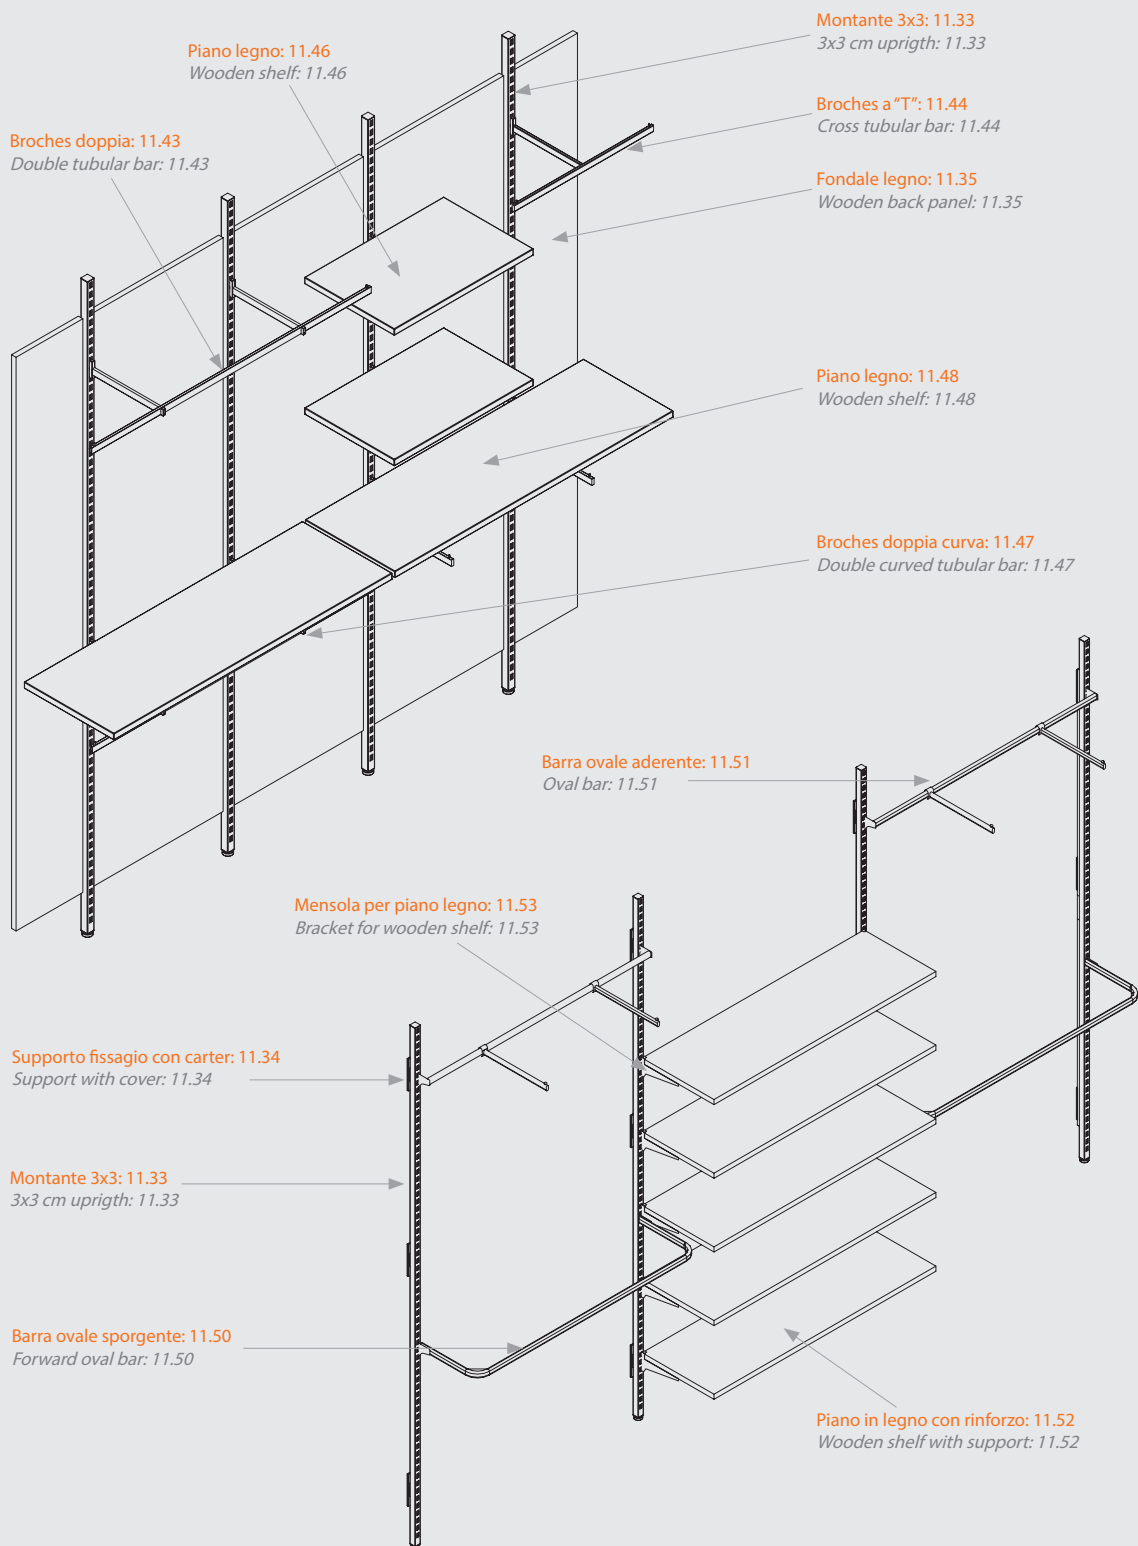 Montante 3x3: 11.33
3x3 cm uprigth: 11.33
Piano legno: 11.46
Wooden shelf: 11.46
Broches a “T”: 11.44
Cross tubular bar: 11.44
Broches doppia: 11.43
Double tubular bar: 11.43
Fondale legno: 11.35
Wooden back panel: 11.35
Piano legno: 11.48
Wooden shelf: 11.48
Broches doppia curva: 11.47
Double curved tubular bar: 11.47
Barra ovale aderente: 11.51
Oval bar: 11.51
Mensola per piano legno: 11.53
Bracket for wooden shelf: 11.53
Supporto fissagio con carter: 11.34
Support with cover: 11.34
Montante 3x3: 11.33
3x3 cm uprigth: 11.33
Barra ovale sporgente: 11.50
Forward oval bar: 11.50
Piano in legno con rinforzo: 11.52
Wooden shelf with support: 11.52